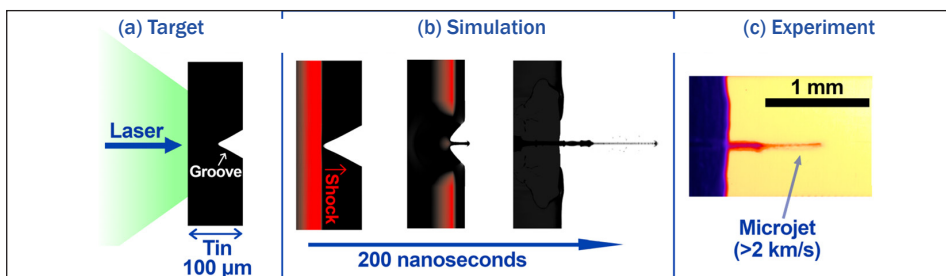 (a) Target
Laser
Groove
Tin
100 µm
(b) Simulation
Shock
200 nanoseconds
(c) Experiment
1 mm
Microjet
(>2 km/s)